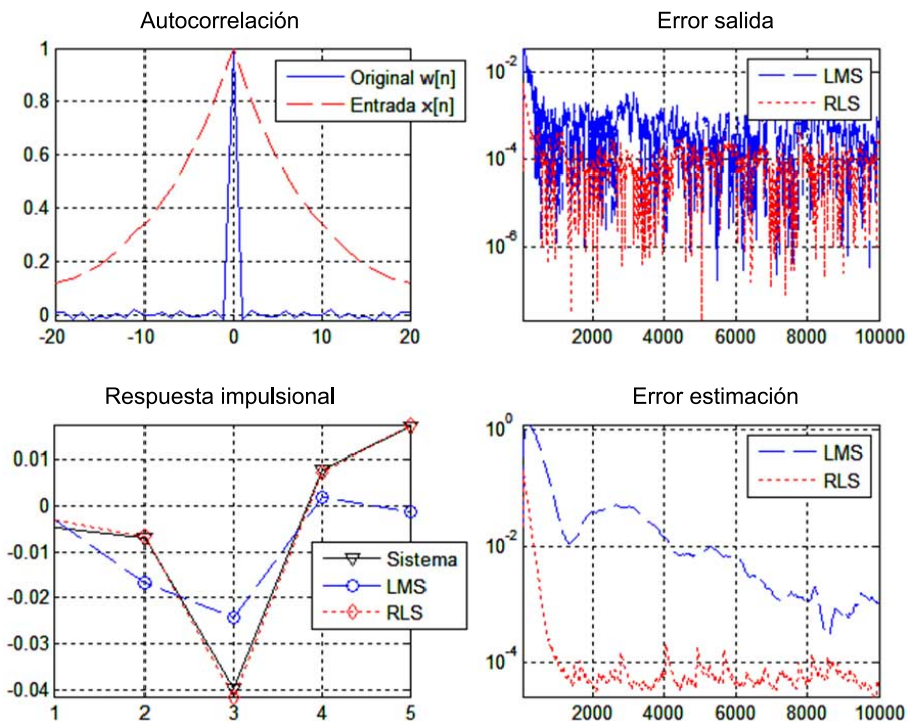 Autocorrelación
1
0.8
0.6
0.4
0.2
0
-20 -10 0 10 20
Original w[n]
Entrada x[n]
Error salida
10^-2
10^-4
10^-6
2000 4000 6000 8000 10000
LMS
RLS
Respuesta impulsional
0.01
0
-0.01
-0.02
-0.03
-0.04
1 2 3 4 5
Sistema
LMS
RLS
Error estimación
10^0
10^-2
10^-4
2000 4000 6000 8000 10000
LMS
RLS